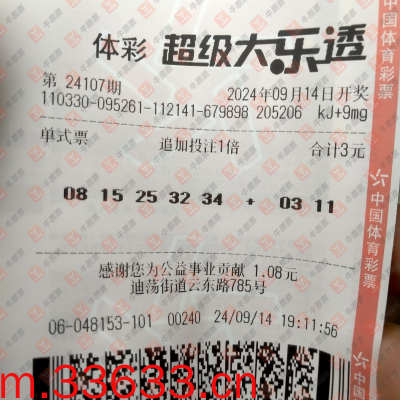 体彩 超级大乐透
第 24107期 2024年09月14日开奖
110330-095261-112141-679898 205206 kJ+9mg
单式票 追加投注1倍 合计3元
08 15 25 32 34 + 03 11
感谢您为公益事业贡献 1.08元
迪荡街道云东路785号
06-048153-101 00240 24/09/14 19:11:56
中国体育彩票
中国体育彩票
m.33633.cn